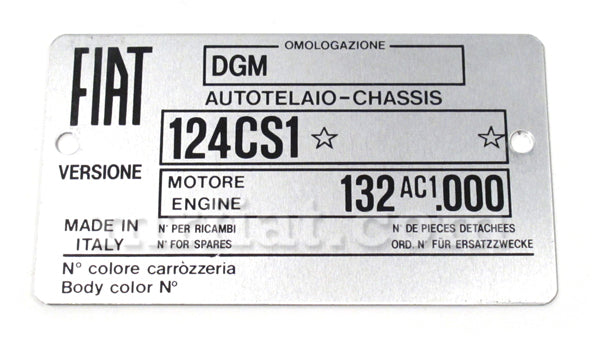 FIAT
OMOLOGAZIONE
DGM
AUTOTELAIO-CHASSIS
124CS1 ☆ ☆
VERSIONE
MOTORE
ENGINE
132 AC1.000
MADE IN
ITALY
N· PER RICAMBI
N· FOR SPARES
N· DE PIECES DETACHEES
ORD. N· FÜR ERSATZZWECKE
N° colore carròzzeria
Body color N°